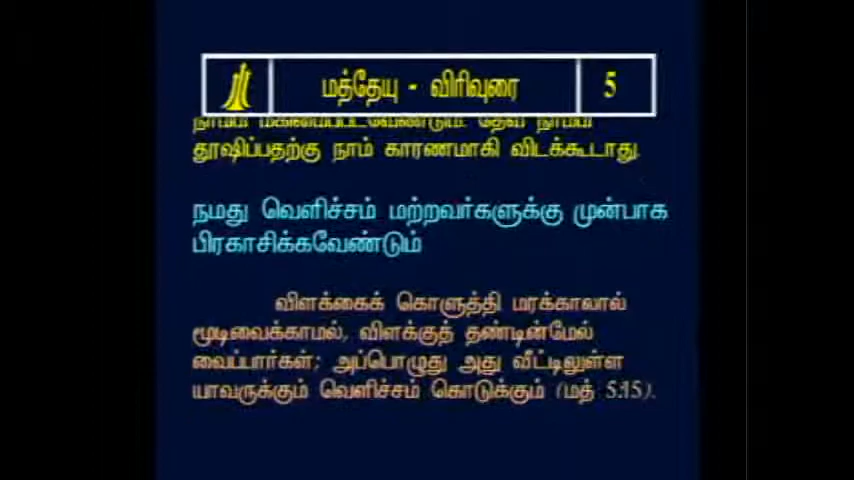 மத்தேயு - விரிவுரை 5
தூஷிப்பதற்கு நாம் காரணமாகி விடக்கூடாது.
நமது வெளிச்சம் மற்றவர்களுக்கு முன்பாக
பிரகாசிக்கவேண்டும்
விளக்கைக் கொளுத்தி மரக்காலால்
மூடிவைக்காமல், விளக்குத் தண்டின்மேல்
வைப்பார்கள்; அப்பொழுது அது வீட்டிலுள்ள
யாவருக்கும் வெளிச்சம் கொடுக்கும் (மத் 5:15).